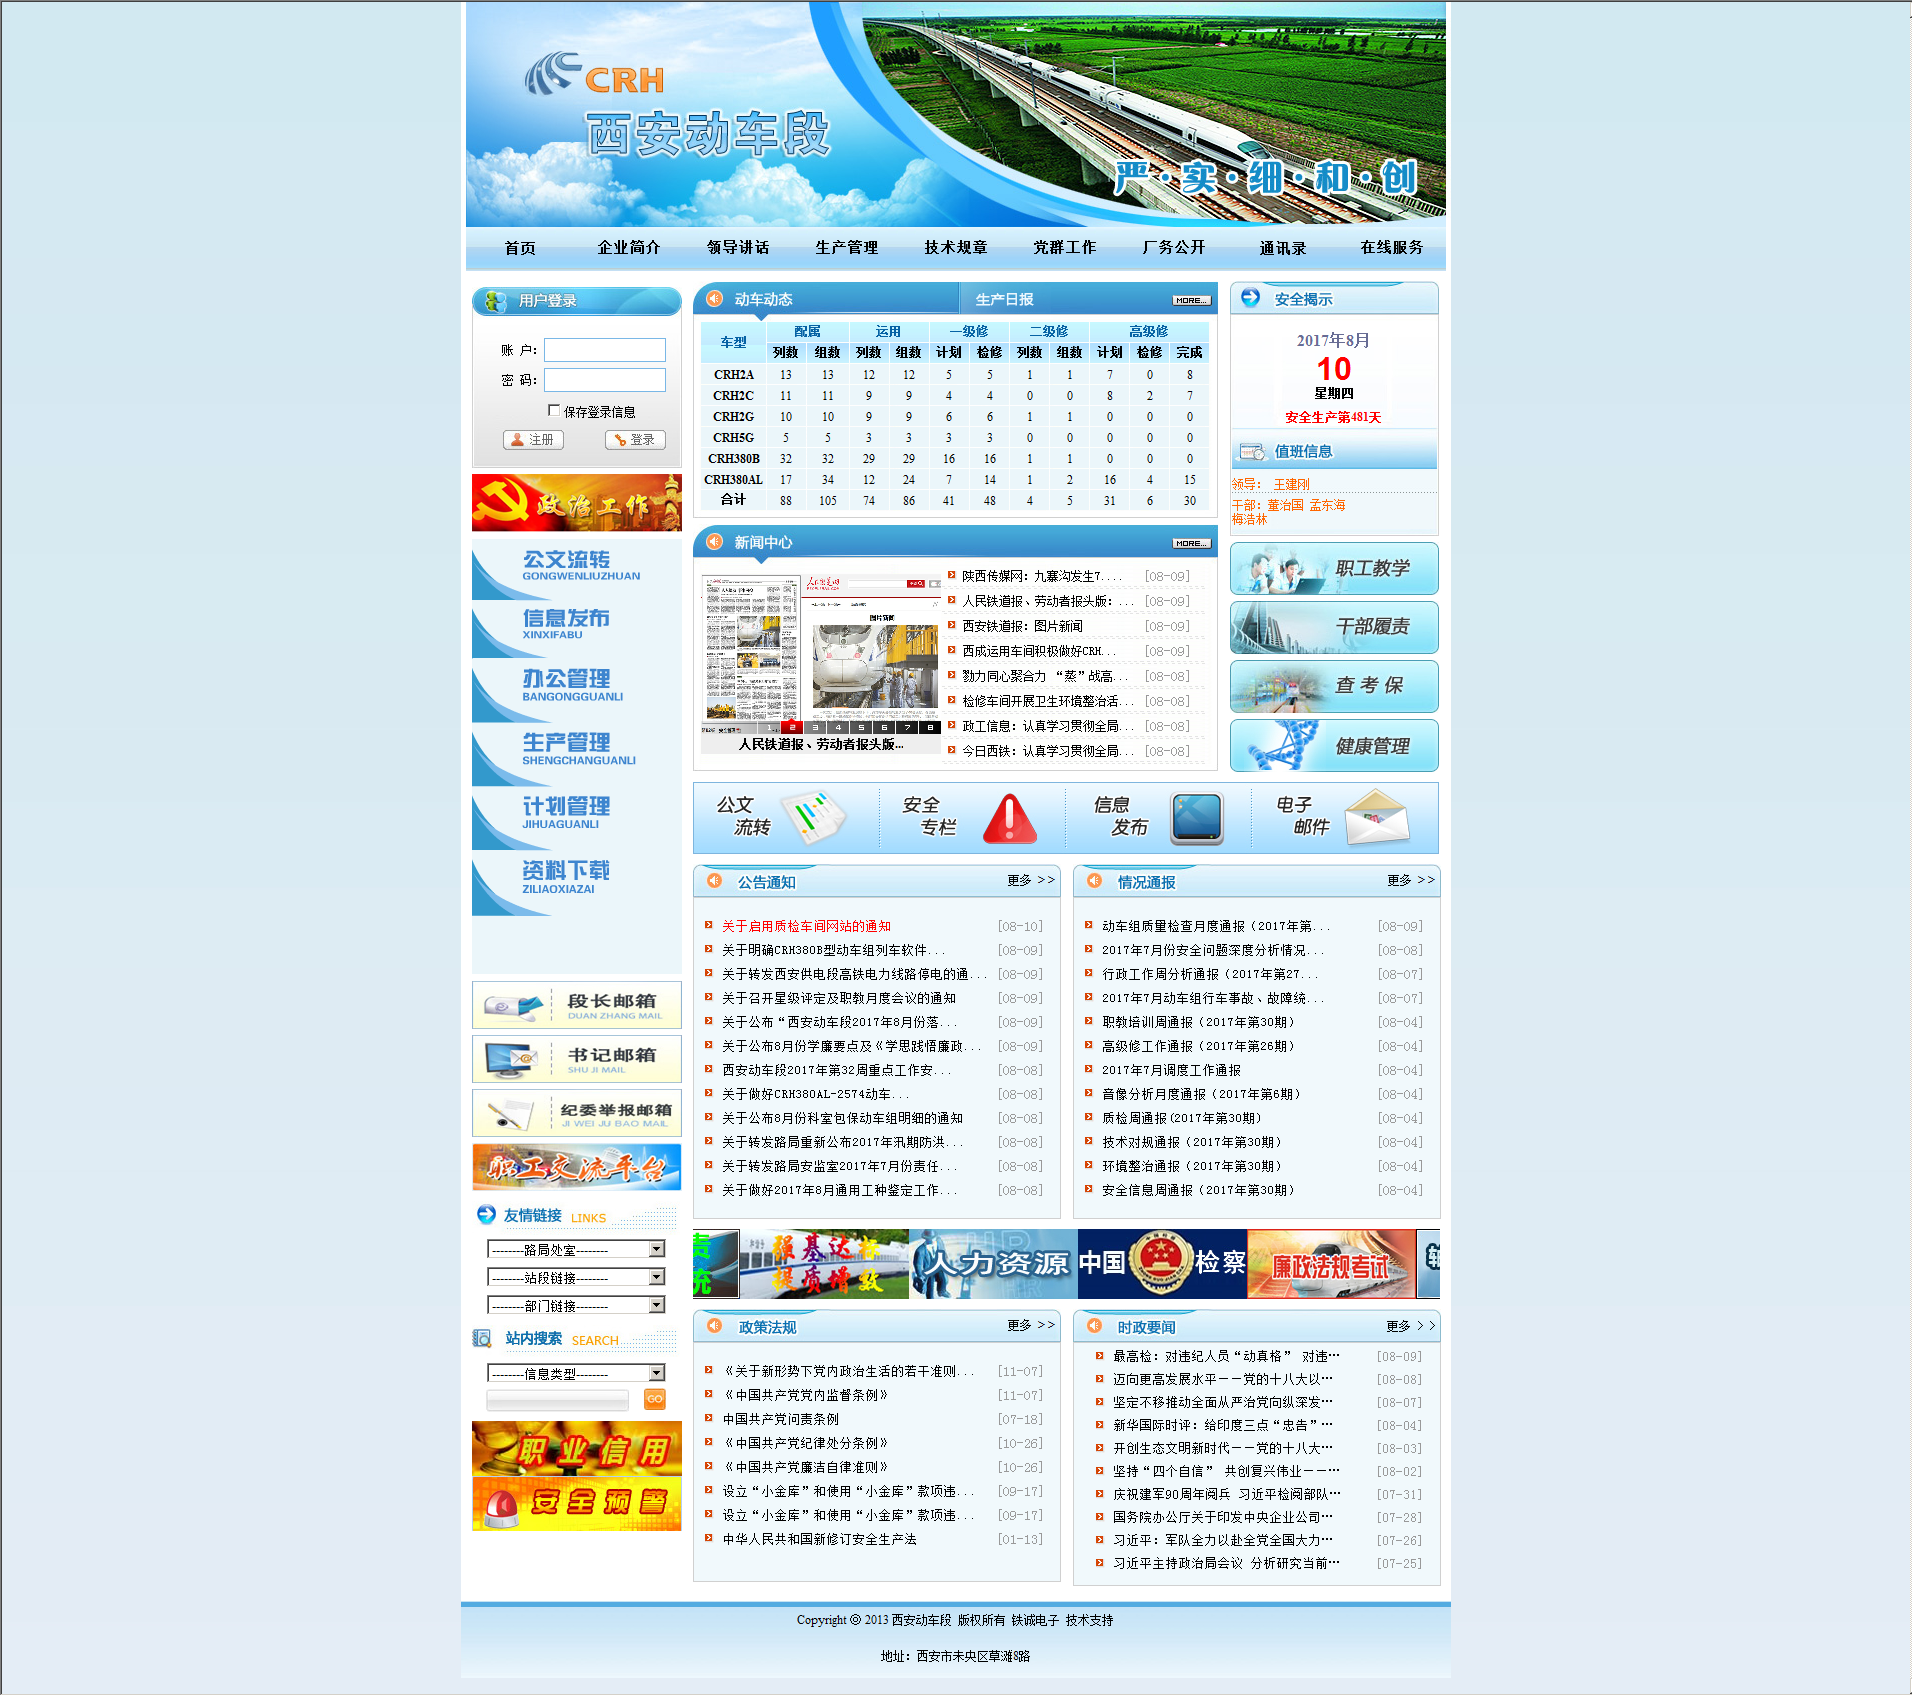 CRH
西安动车段
严·实·细·和·创
首页 企业简介 领导讲话 生产管理 技术规章 党群工作 厂务公开 通讯录 在线服务
用户登录
账 户：
密 码：
保存登录信息
注册 登录
政治工作
公文流转
GONGWENLIUZHUAN
信息发布
XINXIFABU
办公管理
BANGONGGUANLI
生产管理
SHENGCHANGUANLI
计划管理
JIHUAGUANLI
资料下载
ZILIAOXIAZAI
段长邮箱
DUAN ZHANG MAIL
书记邮箱
SHU JI MAIL
纪委举报邮箱
JI WEI JU BAO MAIL
职工交流平台
友情链接 LINKS
--------路局处室--------
--------站段链接--------
--------部门链接--------
站内搜索 SEARCH
--------信息类型--------
GO
职业信用
安全预警
动车动态 生产日报 MORE...
车型 配属 运用 一级修 二级修 高级修
列数 组数 列数 组数 计划 检修 列数 组数 计划 检修 完成
CRH2A 13 13 12 12 5 5 1 1 7 0 8
CRH2C 11 11 9 9 4 4 0 0 8 2 7
CRH2G 10 10 9 9 6 6 1 1 0 0 0
CRH5G 5 5 3 3 3 3 0 0 0 0 0
CRH380B 32 32 29 29 16 16 1 1 0 0 0
CRH380AL 17 34 12 24 7 14 1 2 16 4 15
合计 88 105 74 86 41 48 4 5 31 6 30
新闻中心 MORE...
图片新闻
1 2 3 4 5 6 7 8
人民铁道报、劳动者报头版...
陕西传媒网：九寨沟发生7.... [08-09]
人民铁道报、劳动者报头版：... [08-09]
西安铁道报：图片新闻 [08-09]
西成运用车间积极做好CRH... [08-09]
勠力同心聚合力 “蒸”战高... [08-09]
检修车间开展卫生环境整治活... [08-09]
政工信息：认真学习贯彻全局... [08-08]
今日西铁：认真学习贯彻全局... [08-08]
安全揭示
2017年8月
10
星期四
安全生产第481天
值班信息
领导： 王建刚
干部：董治国 孟东海
梅浩林
职工教学
干部履责
查 考 保
健康管理
公文流转
安全专栏
信息发布
电子邮件
公告通知 更多 >>
关于启用质检车间网站的通知 [08-10]
关于明确CRH380B型动车组列车软件... [08-09]
关于转发西安供电段高铁电力线路停电的通... [08-09]
关于召开星级评定及职教月度会议的通知 [08-09]
关于公布“西安动车段2017年8月份落... [08-09]
关于公布8月份学廉要点及《学思践悟廉政... [08-09]
西安动车段2017年第32周重点工作安... [08-08]
关于做好CRH380AL-2574动车... [08-08]
关于公布8月份科室包保动车组明细的通知 [08-08]
关于转发路局重新公布2017年汛期防洪... [08-08]
关于转发路局安监室2017年7月份责任... [08-08]
关于做好2017年8月通用工种鉴定工作... [08-08]
情况通报 更多 >>
动车组质量检查月度通报（2017年第... [08-09]
2017年7月份安全问题深度分析情况... [08-08]
行政工作周分析通报（2017年第27... [08-07]
2017年7月动车组行车事故、故障统... [08-07]
职教培训周通报（2017年第30期） [08-04]
高级修工作通报（2017年第26期） [08-04]
2017年7月调度工作通报 [08-04]
音像分析月度通报（2017年第6期） [08-04]
质检周通报(2017年第30期） [08-04]
技术对规通报（2017年第30期） [08-04]
环境整治通报（2017年第30期） [08-04]
安全信息周通报（2017年第30期） [08-04]
强基达标
提质增效
人力资源
中国检察
廉政法规考试
政策法规 更多 >>
《关于新形势下党内政治生活的若干准则... [11-07]
《中国共产党党内监督条例》 [11-07]
中国共产党问责条例 [07-18]
《中国共产党纪律处分条例》 [10-26]
《中国共产党廉洁自律准则》 [10-26]
设立“小金库”和使用“小金库”款项违... [09-17]
设立“小金库”和使用“小金库”款项违... [09-17]
中华人民共和国新修订安全生产法 [01-13]
时政要闻 更多 >>
最高检：对违纪人员“动真格” 对违… [08-09]
迈向更高发展水平——党的十八大以… [08-08]
坚定不移推动全面从严治党向纵深发… [08-07]
新华国际时评：给印度三点“忠告”… [08-04]
开创生态文明新时代——党的十八大… [08-03]
坚持“四个自信” 共创复兴伟业——… [08-02]
庆祝建军90周年阅兵 习近平检阅部队… [07-31]
国务院办公厅关于印发中央企业公司… [07-28]
习近平：军队全力以赴全党全国大力… [07-26]
习近平主持政治局会议 分析研究当前… [07-25]
Copyright © 2013 西安动车段 版权所有 铁诚电子 技术支持
地址：西安市未央区草滩8路